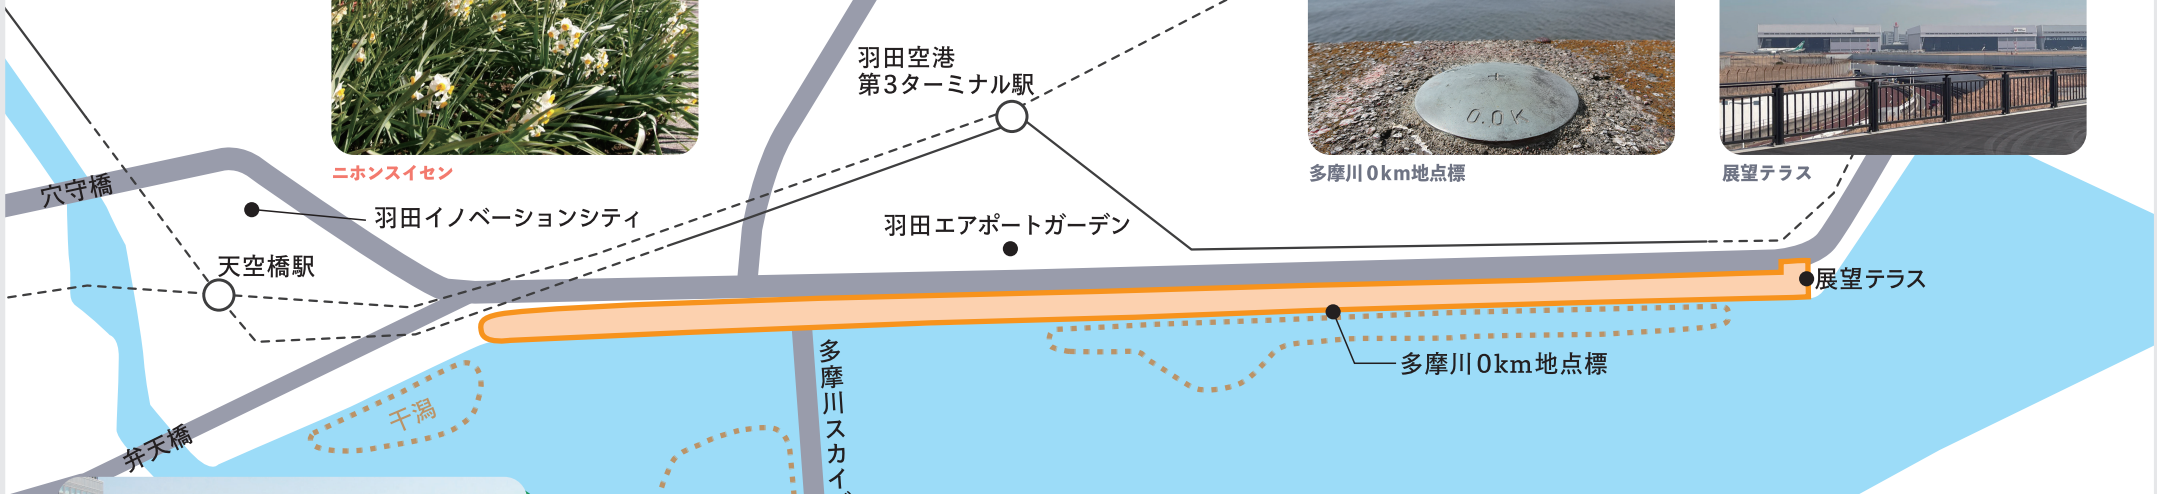 羽田空港
第3ターミナル駅
0.0K
ニホンスイセン
多摩川0km地点標
展望テラス
穴守橋
羽田イノベーションシティ
羽田エアポートガーデン
天空橋駅
展望テラス
多摩川0km地点標
多摩川スカイ
干潟
弁天橋